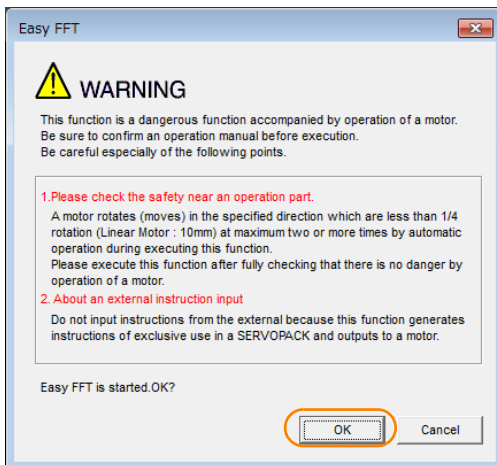 Easy FFT
WARNING
This function is a dangerous function accompanied by operation of a motor.
Be sure to confirm an operation manual before execution.
Be careful especially of the following points.
1.Please check the safety near an operation part.
A motor rotates (moves) in the specified direction which are less than 1/4
rotation (Linear Motor : 10mm) at maximum two or more times by automatic
operation during executing this function.
Please execute this function after fully checking that there is no danger by
operation of a motor.
2. About an external instruction input
Do not input instructions from the external because this function generates
instructions of exclusive use in a SERVOPACK and outputs to a motor.
Easy FFT is started.OK?
OK
Cancel